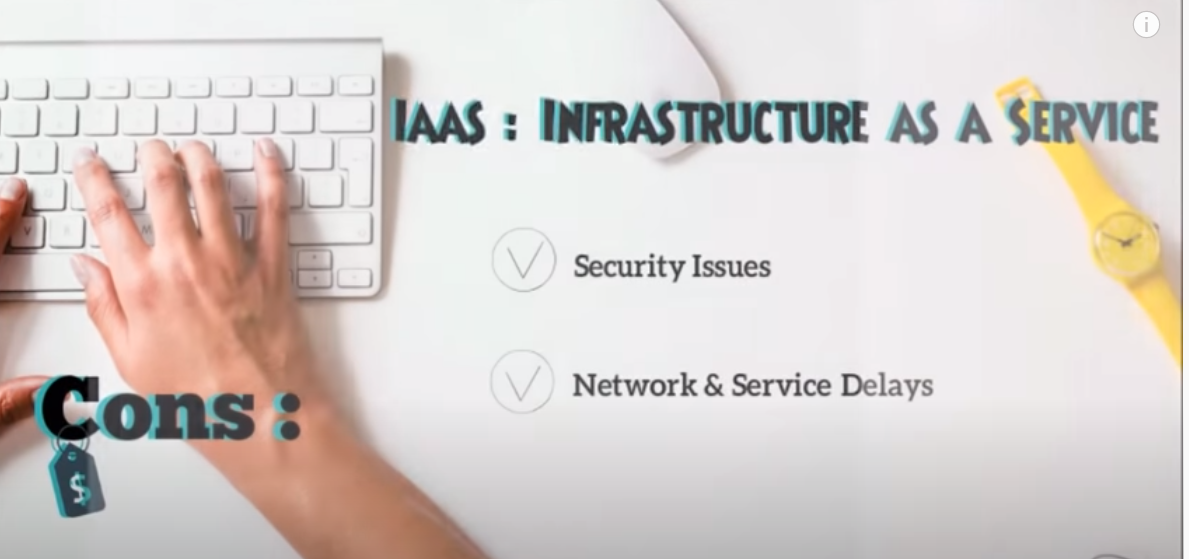 IaaS : Infrastructure as a Service
Security Issues
Network & Service Delays
Cons :
$